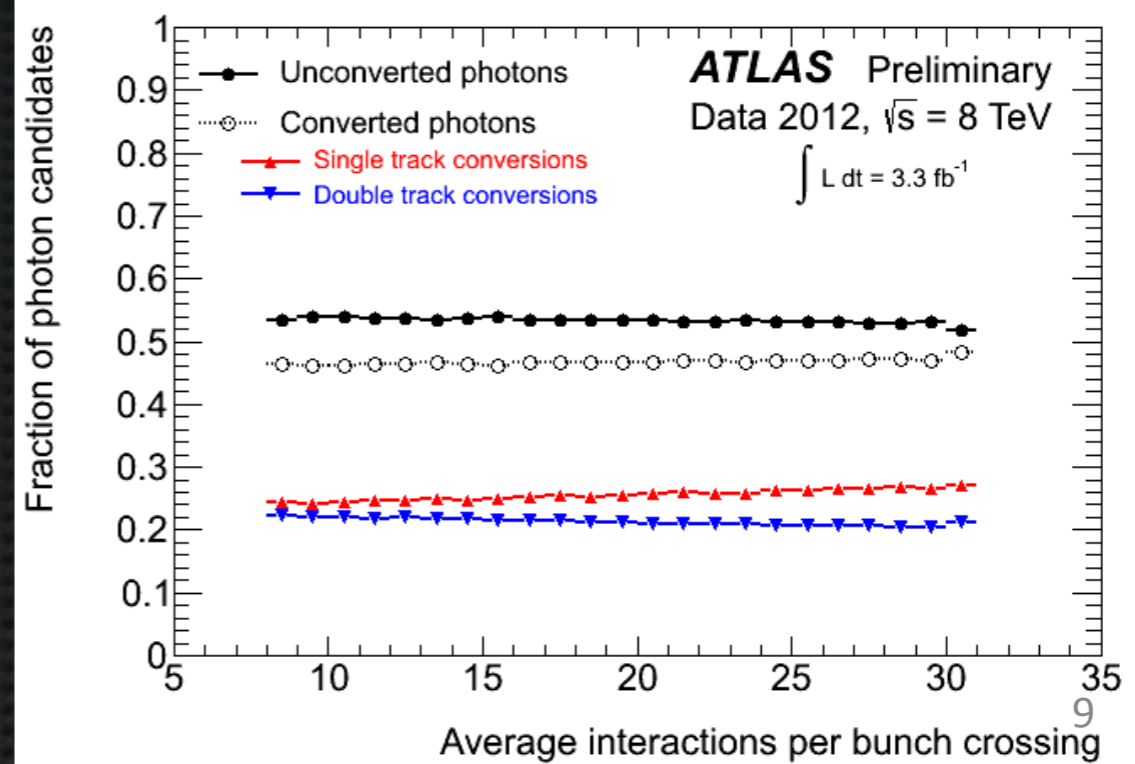 Fraction of photon candidates
1
0.9
0.8
0.7
0.6
0.5
0.4
0.3
0.2
0.1
0
Unconverted photons
Converted photons
Single track conversions
Double track conversions
ATLAS Preliminary
Data 2012, √s = 8 TeV
∫ L dt = 3.3 fb⁻¹
5 10 15 20 25 30 35
9
Average interactions per bunch crossing